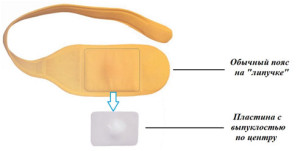 Обычный пояс
на "липучке"
Пластина с
выпуклостью
по центру